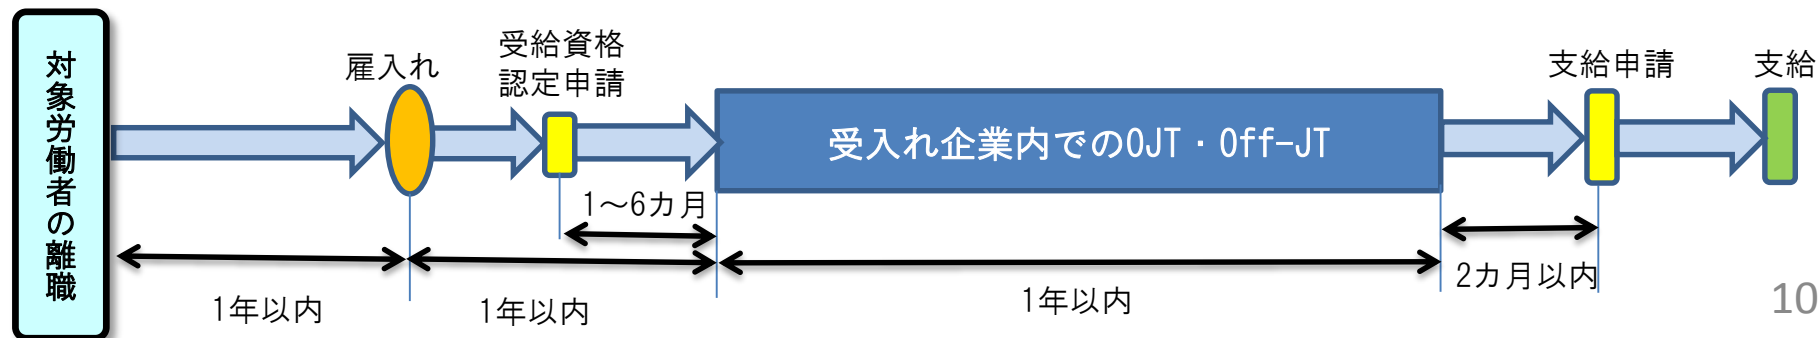 対象労働者の離職
雇入れ
受給資格
認定申請
受入れ企業内でのOJT・Off-JT
支給申請
支給
1～6カ月
1年以内
1年以内
1年以内
2カ月以内
10